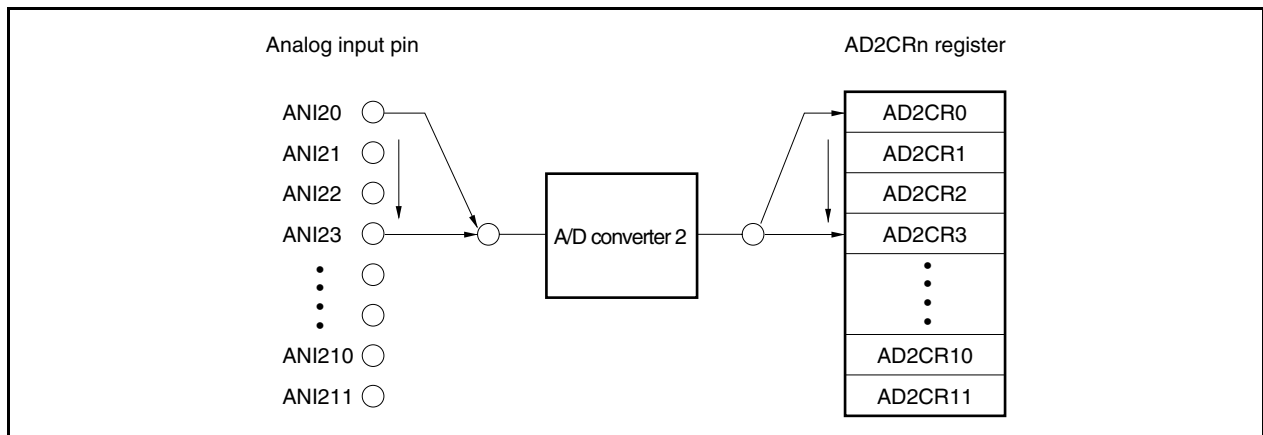 Analog input pin
AD2CRn register
ANI20
ANI21
ANI22
ANI23
ANI210
ANI211
A/D converter 2
AD2CR0
AD2CR1
AD2CR2
AD2CR3
AD2CR10
AD2CR11